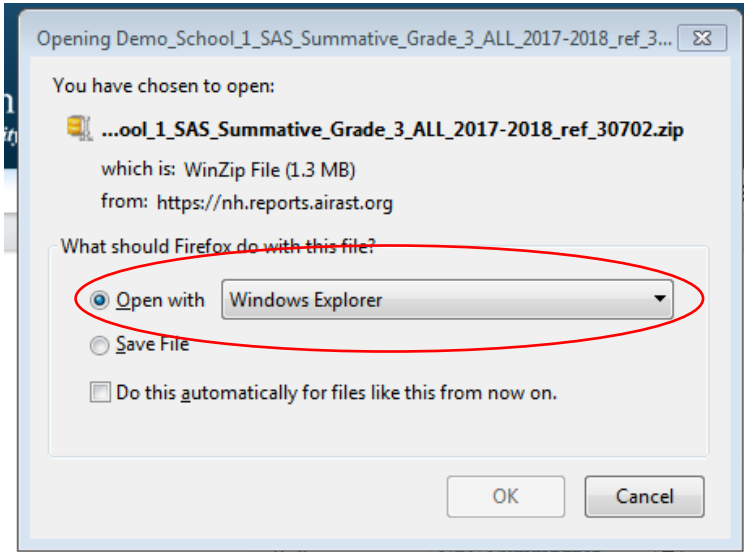 Opening Demo_School_1_SAS_Summative_Grade_3_ALL_2017-2018_ref_3...
You have chosen to open:
...ool_1_SAS_Summative_Grade_3_ALL_2017-2018_ref_30702.zip
which is: WinZip File (1.3 MB)
from: https://nh.reports.airast.org
What should Firefox do with this file?
Open with Windows Explorer
Save File
Do this automatically for files like this from now on.
OK Cancel